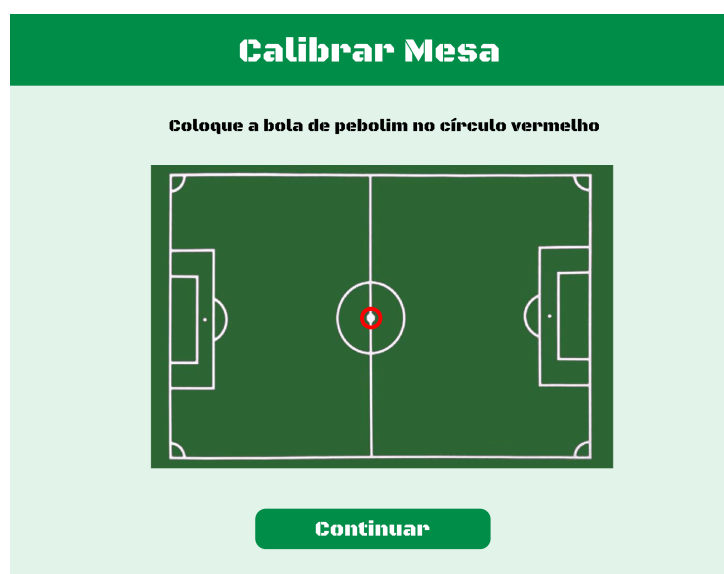 Calibrar Mesa
Coloque a bola de pebolim no círculo vermelho
Continuar